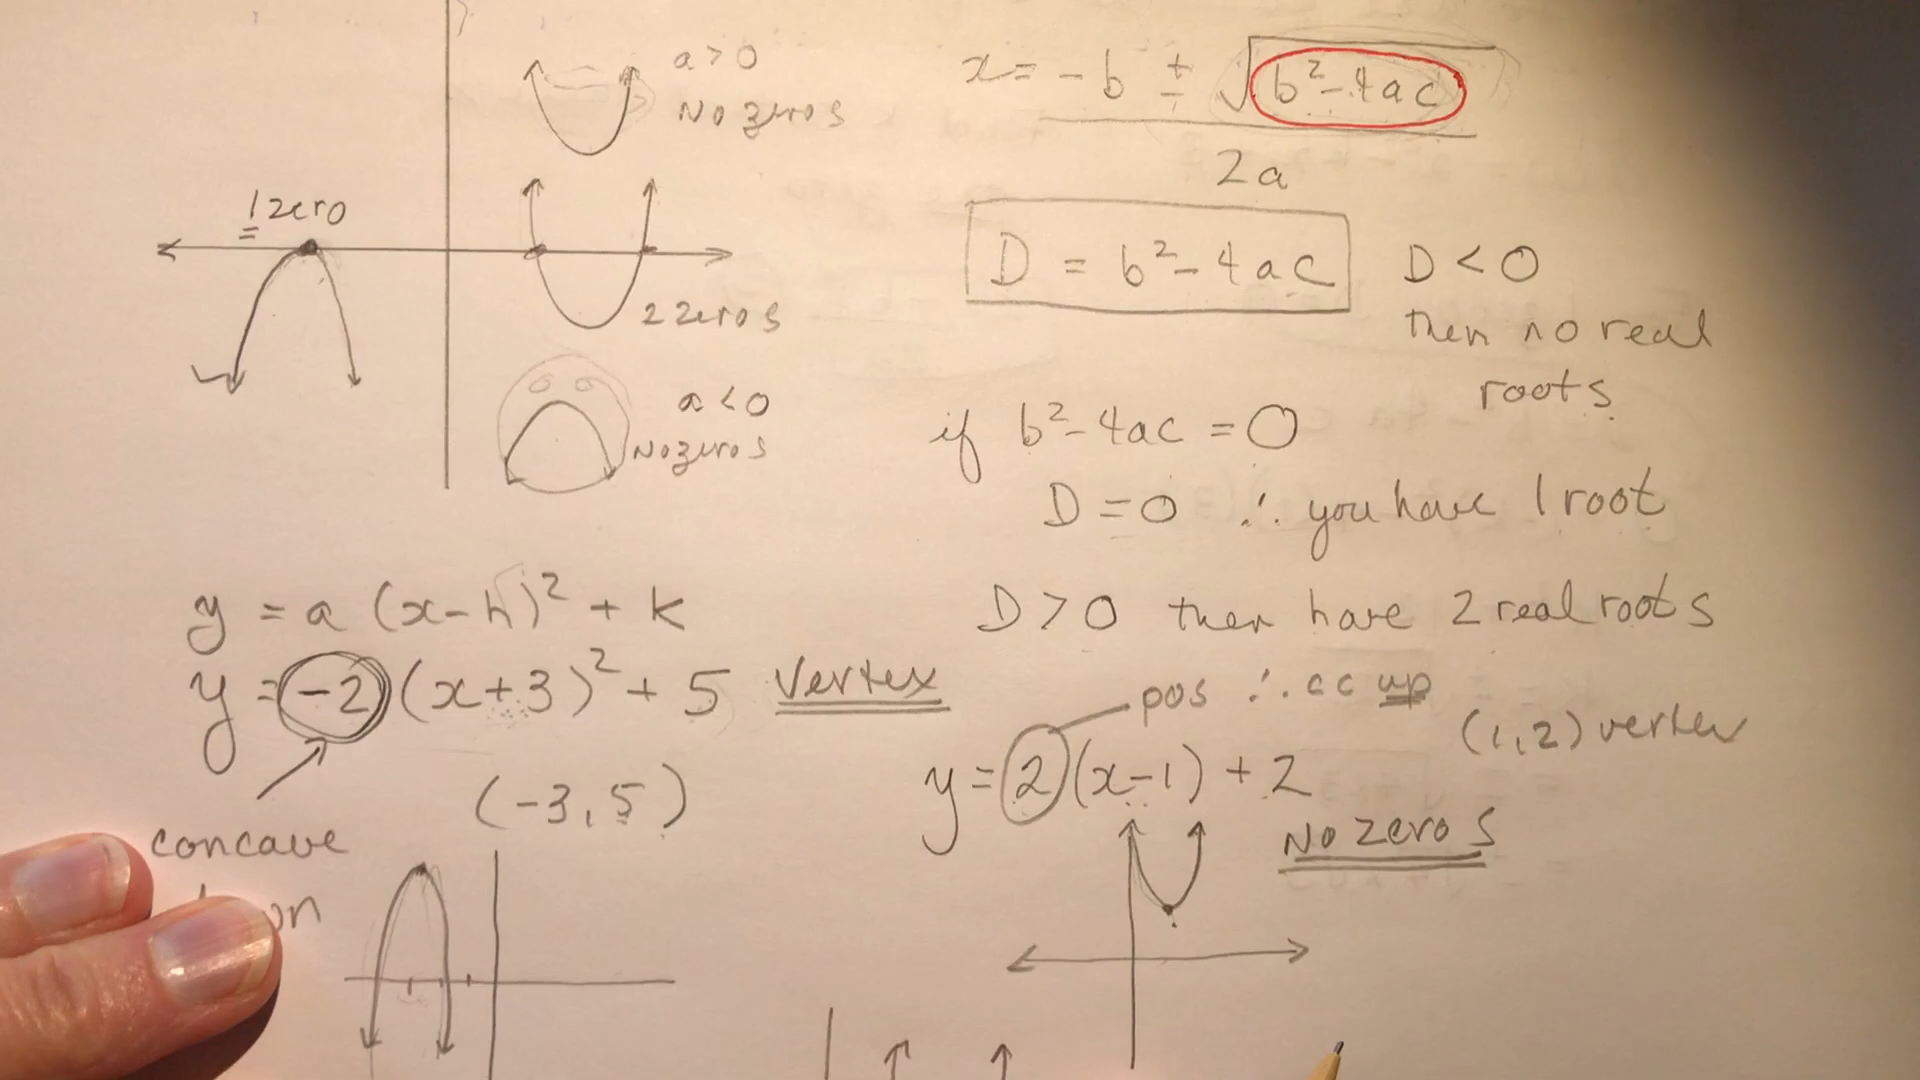 a > 0
No zeros
1 zero
2 zeros
a < 0
No zeros
x = -b ± √b²-4ac
2a
D = b²-4ac
D < 0
then no real
roots
if b²-4ac = 0
D = 0 ∴ you have 1 root
D > 0 then have 2 real roots
y = a (x-h)² + k
y = -2 (x+3)² + 5 Vertex
(-3, 5)
concave
pos ∴ cc up
(1,2) vertex
y = 2 (x-1) + 2
No zeros